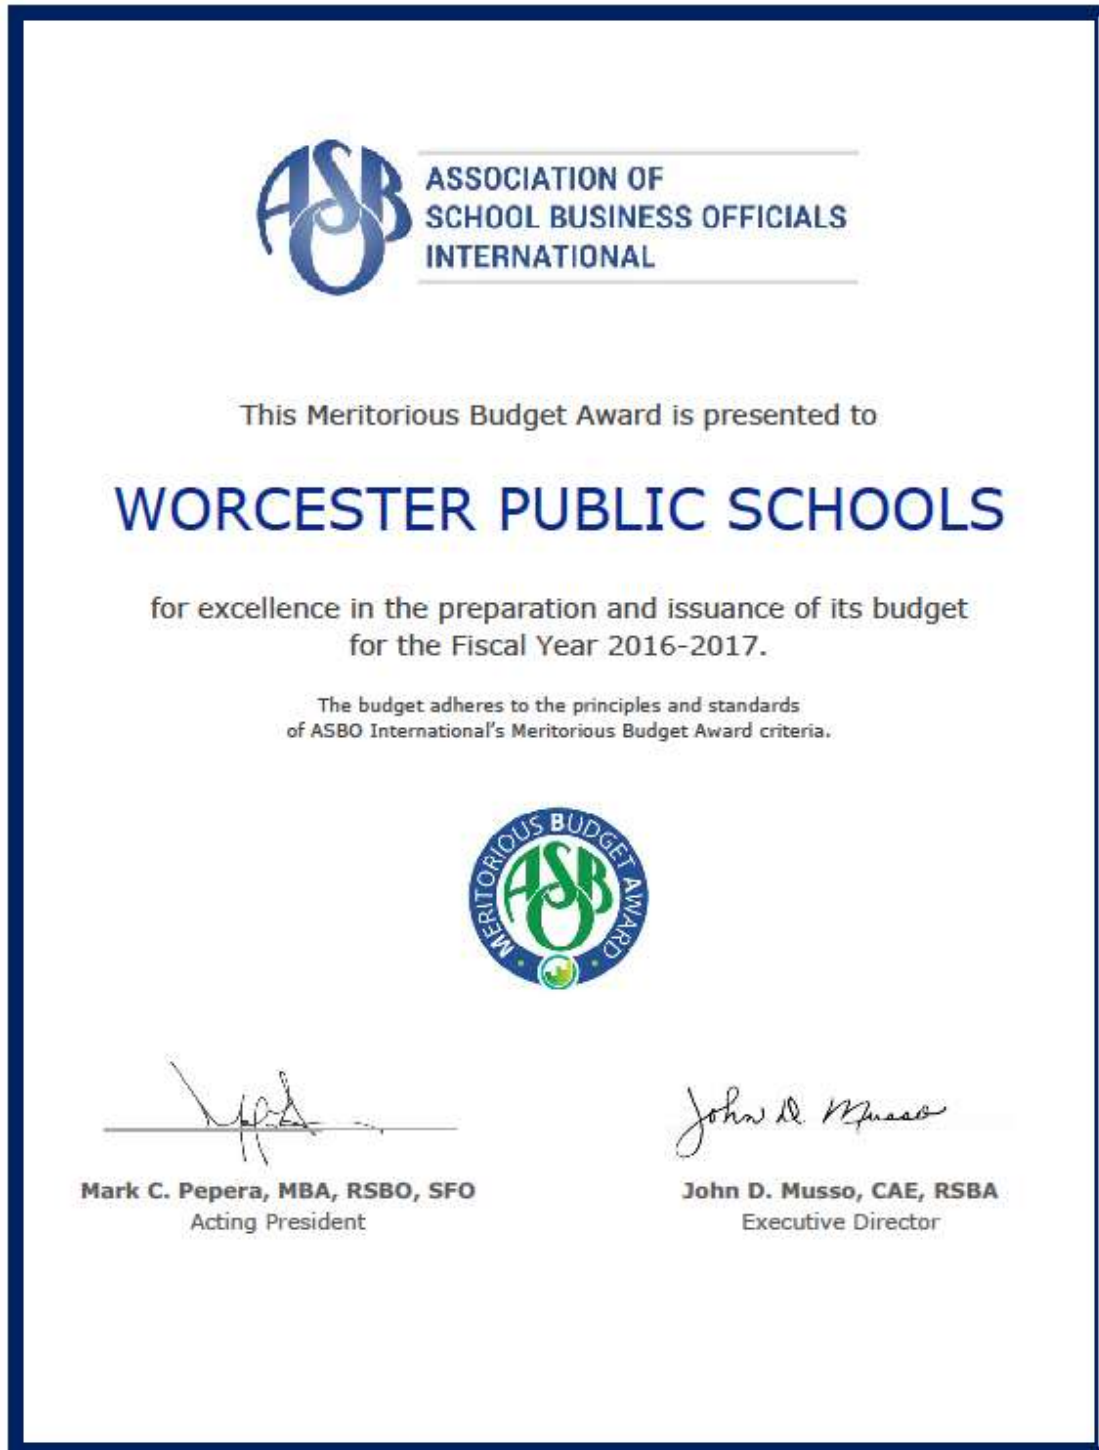 ASBO
ASSOCIATION OF
SCHOOL BUSINESS OFFICIALS
INTERNATIONAL
This Meritorious Budget Award is presented to
WORCESTER PUBLIC SCHOOLS
for excellence in the preparation and issuance of its budget
for the Fiscal Year 2016-2017.
The budget adheres to the principles and standards
of ASBO International's Meritorious Budget Award criteria.
MERITORIOUS BUDGET AWARD
ASBO
John D. Musso
Mark C. Pepera, MBA, RSBO, SFO
John D. Musso, CAE, RSBA
Acting President
Executive Director